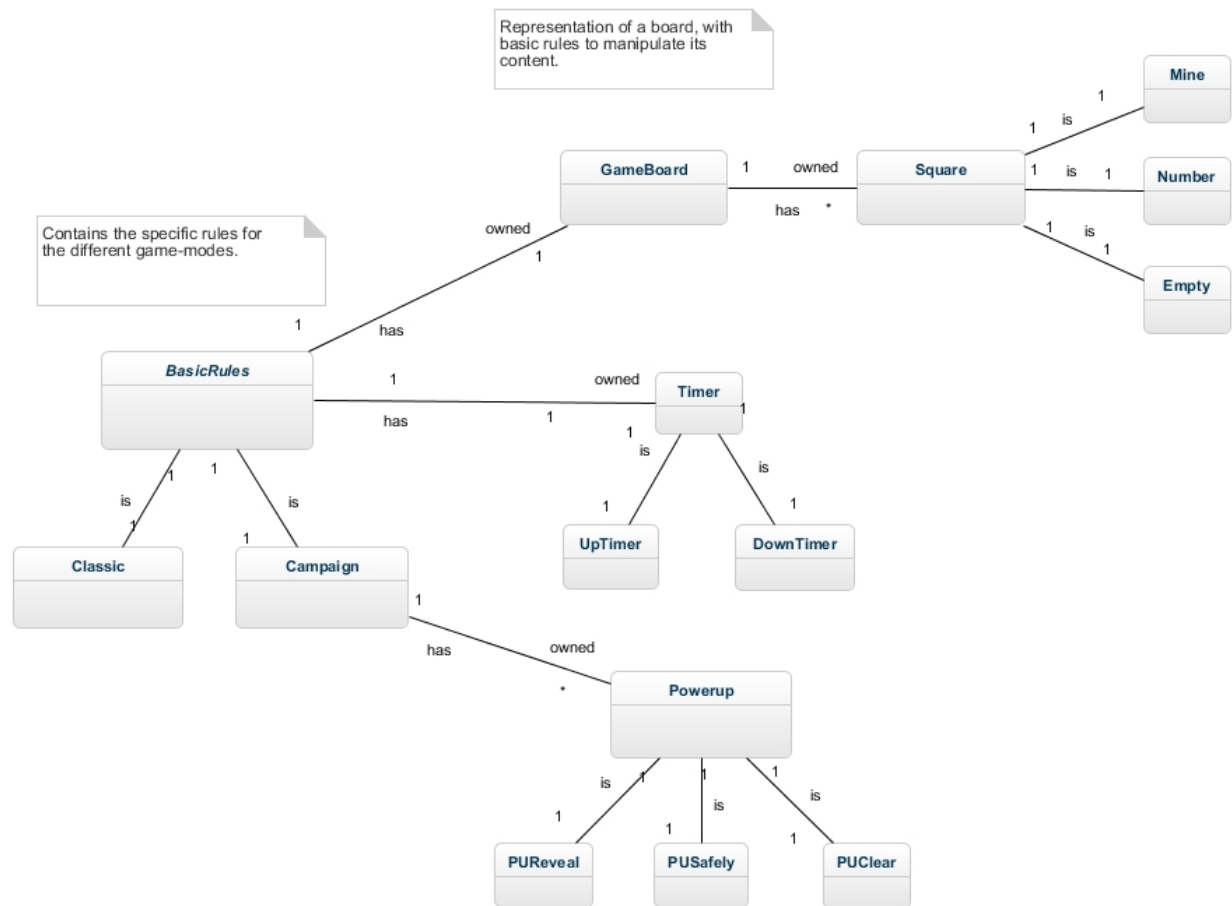 Representation of a board, with
basic rules to manipulate its
content.
Mine
1
is
1
GameBoard
1
owned
has
*
Square
1
is
1
Number
1
is
1
Empty
Contains the specific rules for
the different game-modes.
owned
1
1
has
BasicRules
1
owned
has
1
Timer
1
1
is
is
1
1
UpTimer
DownTimer
1
1
is
is
1
1
Classic
Campaign
1
has
owned
*
Powerup
1
1
1
is
is
is
1
1
1
PUReveal
PUSafely
PUClear